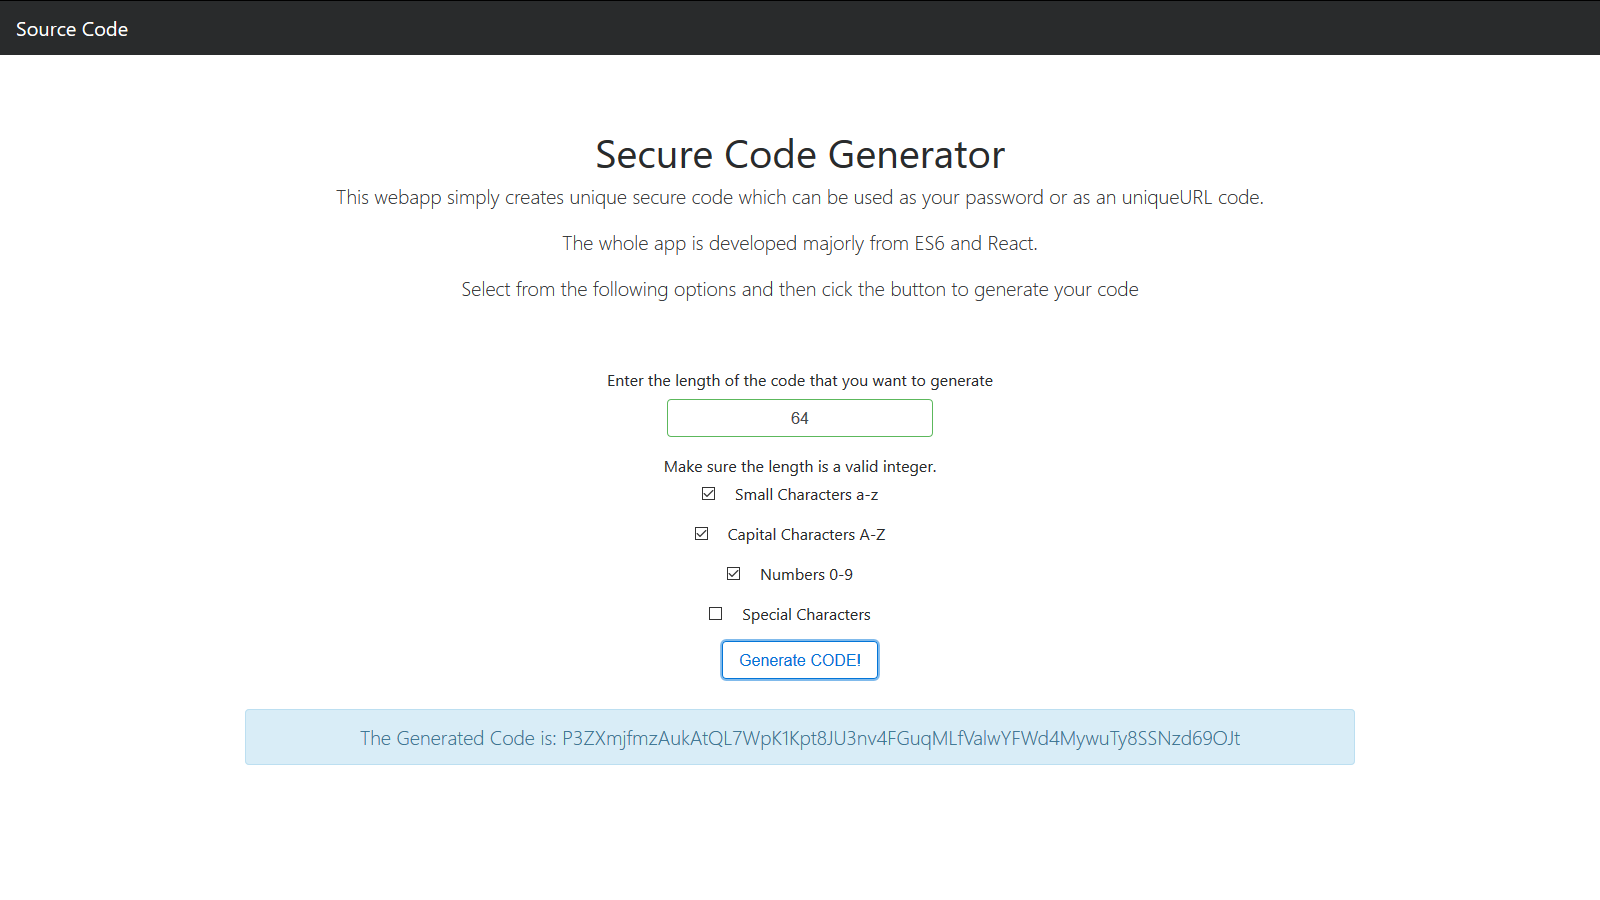 Source Code
Secure Code Generator
This webapp simply creates unique secure code which can be used as your password or as an uniqueURL code.
The whole app is developed majorly from ES6 and React.
Select from the following options and then cick the button to generate your code
Enter the length of the code that you want to generate
64
Make sure the length is a valid integer.
Small Characters a-z
Capital Characters A-Z
Numbers 0-9
Special Characters
Generate CODE!
The Generated Code is: P3ZXmjfmzAukAtQL7WpK1Kpt8JU3nv4FGuqMLfValwYFWd4MywuTy8SSNzd69OJt